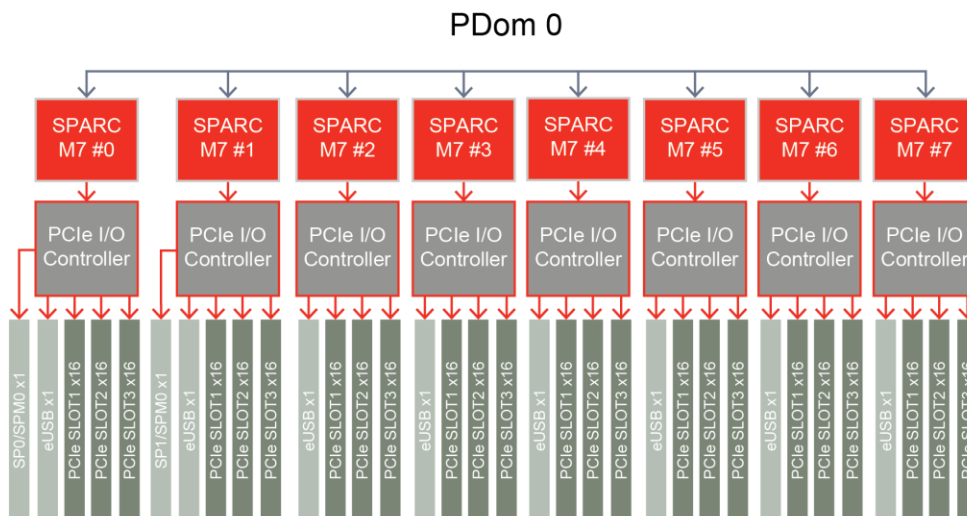 PDom 0
SPARC
M7 #0
SPARC
M7 #1
SPARC
M7 #2
SPARC
M7 #3
SPARC
M7 #4
SPARC
M7 #5
SPARC
M7 #6
SPARC
M7 #7
PCIe I/O
Controller
PCIe I/O
Controller
PCIe I/O
Controller
PCIe I/O
Controller
PCIe I/O
Controller
PCIe I/O
Controller
PCIe I/O
Controller
PCIe I/O
Controller
SP0/SPM0 x1
eUSB x1
PCIe SLOT1 x16
PCIe SLOT2 x16
PCIe SLOT3 x16
SP1/SPM0 x1
eUSB x1
PCIe SLOT1 x16
PCIe SLOT2 x16
PCIe SLOT3 x16
eUSB x1
PCIe SLOT1 x16
PCIe SLOT2 x16
PCIe SLOT3 x16
eUSB x1
PCIe SLOT1 x16
PCIe SLOT2 x16
PCIe SLOT3 x16
eUSB x1
PCIe SLOT1 x16
PCIe SLOT2 x16
PCIe SLOT3 x16
eUSB x1
PCIe SLOT1 x16
PCIe SLOT2 x16
PCIe SLOT3 x16
eUSB x1
PCIe SLOT1 x16
PCIe SLOT2 x16
PCIe SLOT3 x16
eUSB x1
PCIe SLOT1 x16
PCIe SLOT2 x16
PCIe SLOT3 x16